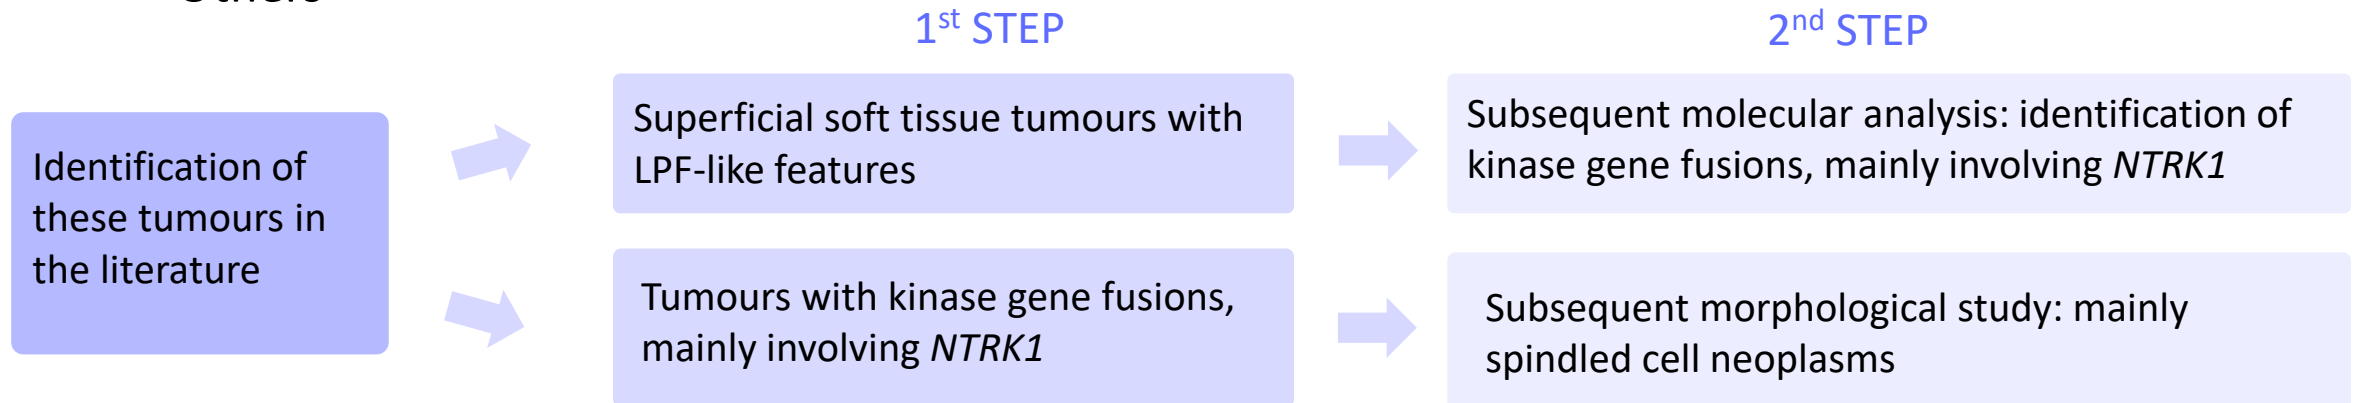 1st STEP
2nd STEP
Identification of
these tumours in
the literature
Superficial soft tissue tumours with
LPF-like features
Subsequent molecular analysis: identification of
kinase gene fusions, mainly involving NTRK1
Tumours with kinase gene fusions,
mainly involving NTRK1
Subsequent morphological study: mainly
spindled cell neoplasms